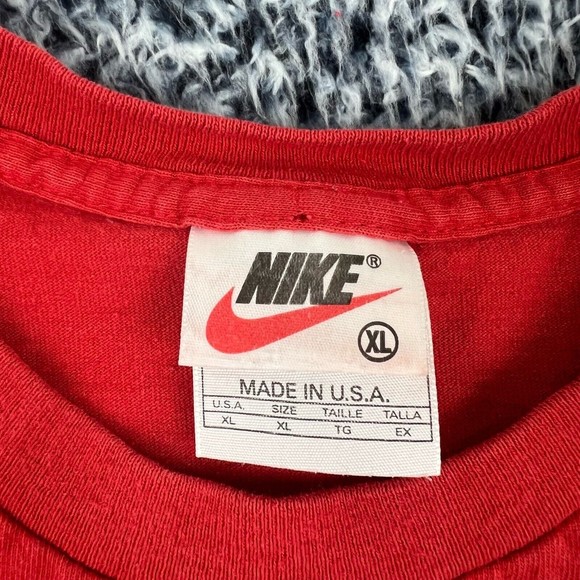 NIKE®
XL
MADE IN U.S.A.
U.S.A. SIZE TAILLE TALLA
XL XL TG EX